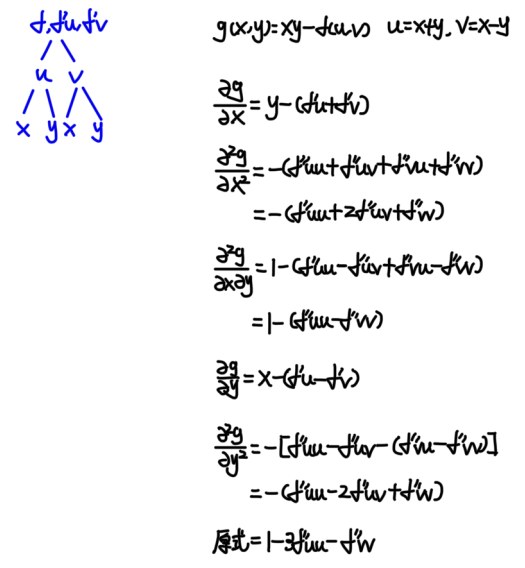 f, f'u, f'v
u v
x y x y
g(x,y)=xy-f(u,v) u=x+y, v=x-y
∂g/∂x=y-(f'u+f'v)
∂²g/∂x²=-(f''uu+f''uv+f''vu+f''vv)
=-(f''uu+2f''uv+f''vv)
∂²g/∂x∂y=1-(f''uu-f''uv+f''vu-f''vv)
=1-(f''uu-f''vv)
∂g/∂y=x-(f'u-f'v)
∂²g/∂y²=-[f''uu-f''uv-(f''vu-f''vv)]
=-(f''uu-2f''uv+f''vv)
原式=1-3f''uu-f''vv